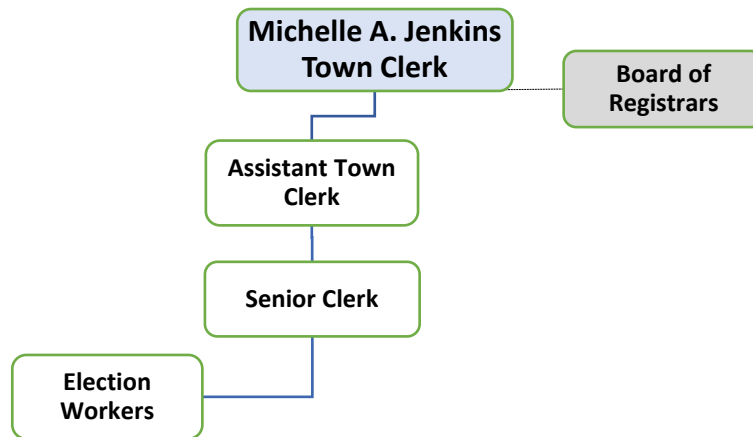 Michelle A. Jenkins
Town Clerk
Board of
Registrars
Assistant Town
Clerk
Senior Clerk
Election
Workers